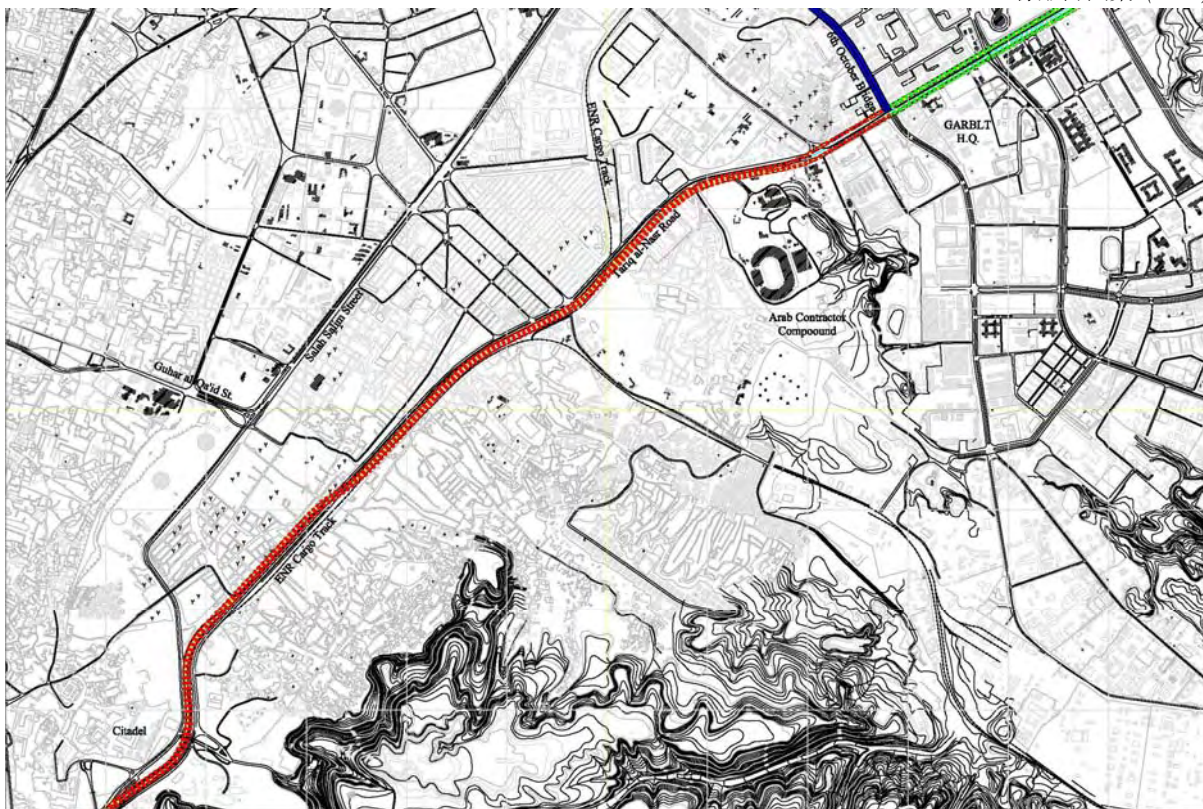 6th October Bridge
ENR Cargo Track
GARBLT
H.Q.
Tariq al-Nasr Road
Salah Salim Street
Arab Contractor
Compoound
Guhar al-Qa'id St.
ENR Cargo Track
Citadel